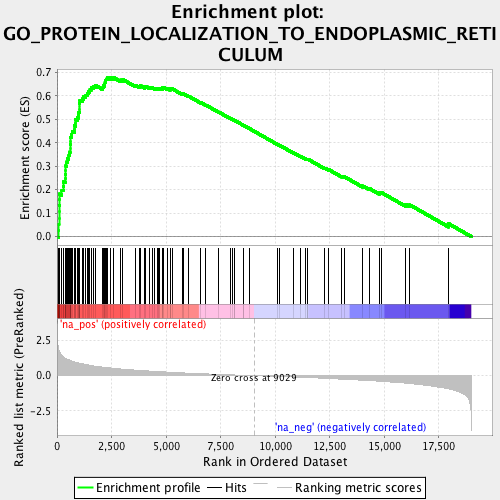 Enrichment plot:
GO_PROTEIN_LOCALIZATION_TO_ENDOPLASMIC_RETI
CULUM
Enrichment score (ES)
0.7
0.6
0.5
0.4
0.3
0.2
0.1
0.0
Ranked list metric (PreRanked)
2.5
0.0
-2.5
'na_pos' (positively correlated)
Zero cross at 9029
'na_neg' (negatively correlated)
0 2,500 5,000 7,500 10,000 12,500 15,000 17,500
Rank in Ordered Dataset
Enrichment profile Hits Ranking metric scores